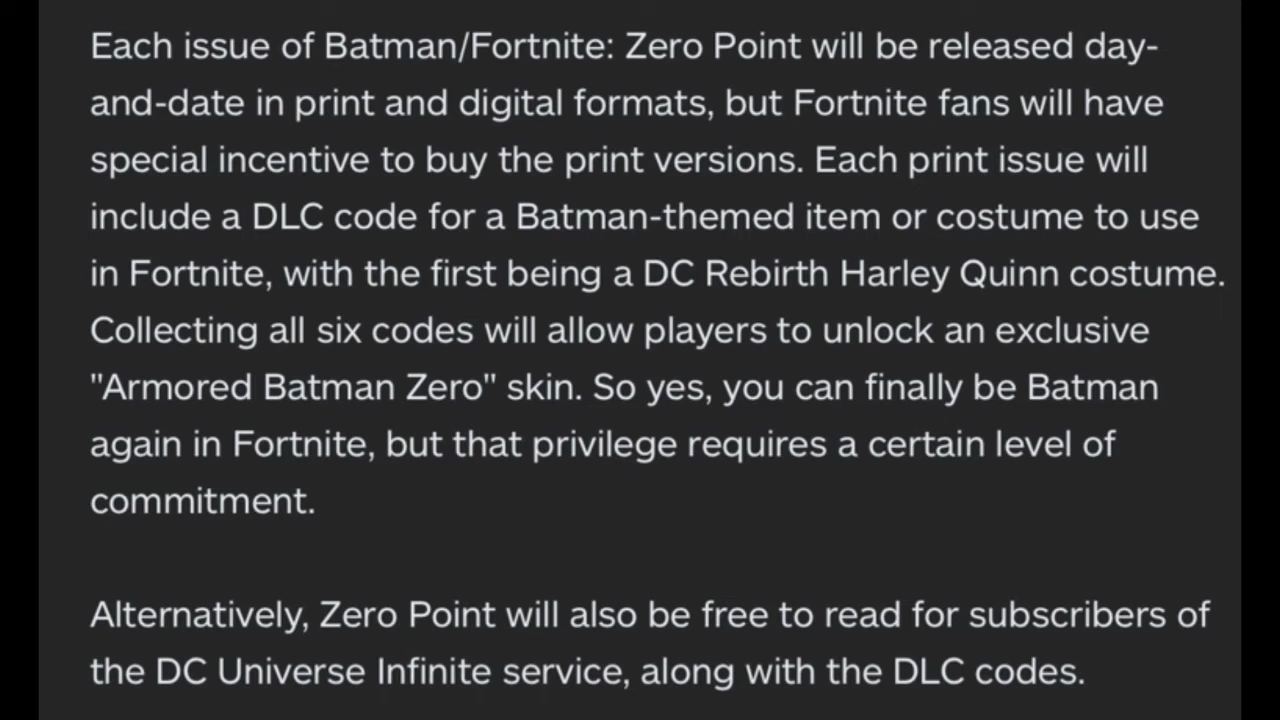 Each issue of Batman/Fortnite: Zero Point will be released day-
and-date in print and digital formats, but Fortnite fans will have
special incentive to buy the print versions. Each print issue will
include a DLC code for a Batman-themed item or costume to use
in Fortnite, with the first being a DC Rebirth Harley Quinn costume.
Collecting all six codes will allow players to unlock an exclusive
"Armored Batman Zero" skin. So yes, you can finally be Batman
again in Fortnite, but that privilege requires a certain level of
commitment.
Alternatively, Zero Point will also be free to read for subscribers of
the DC Universe Infinite service, along with the DLC codes.